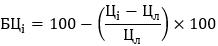 БЦᵢ = 100 − ((Цᵢ − Цл) / Цл) × 100